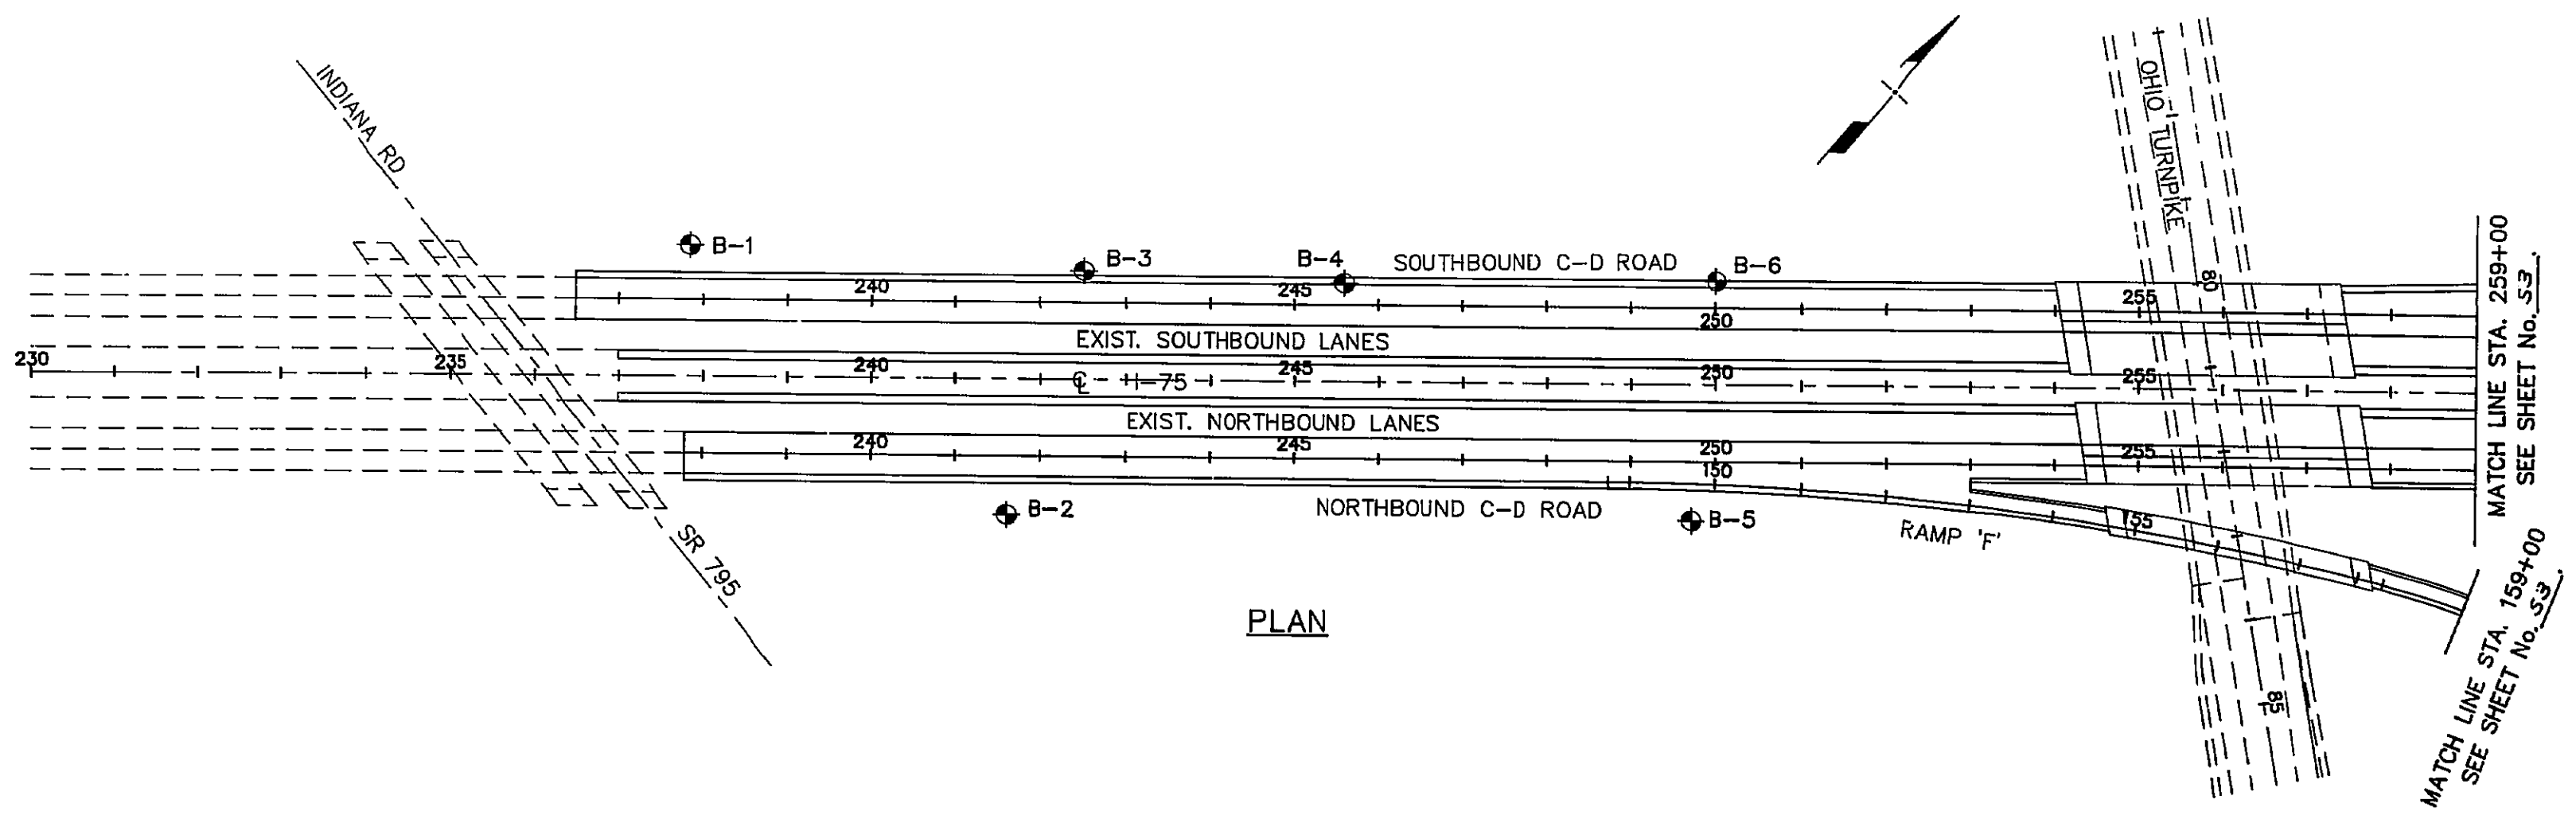 INDIANA RD
OHIO TURNPIKE
B-1
B-3
B-4
SOUTHBOUND C-D ROAD
B-6
80
240
245
250
255
EXIST. SOUTHBOUND LANES
230
235
240
℄ I-75
245
250
255
EXIST. NORTHBOUND LANES
240
245
250
255
150
B-2
NORTHBOUND C-D ROAD
B-5
RAMP 'F'
155
SR 795
85
PLAN
MATCH LINE STA. 259+00
SEE SHEET No. S3.
MATCH LINE STA. 159+00
SEE SHEET No. S3.